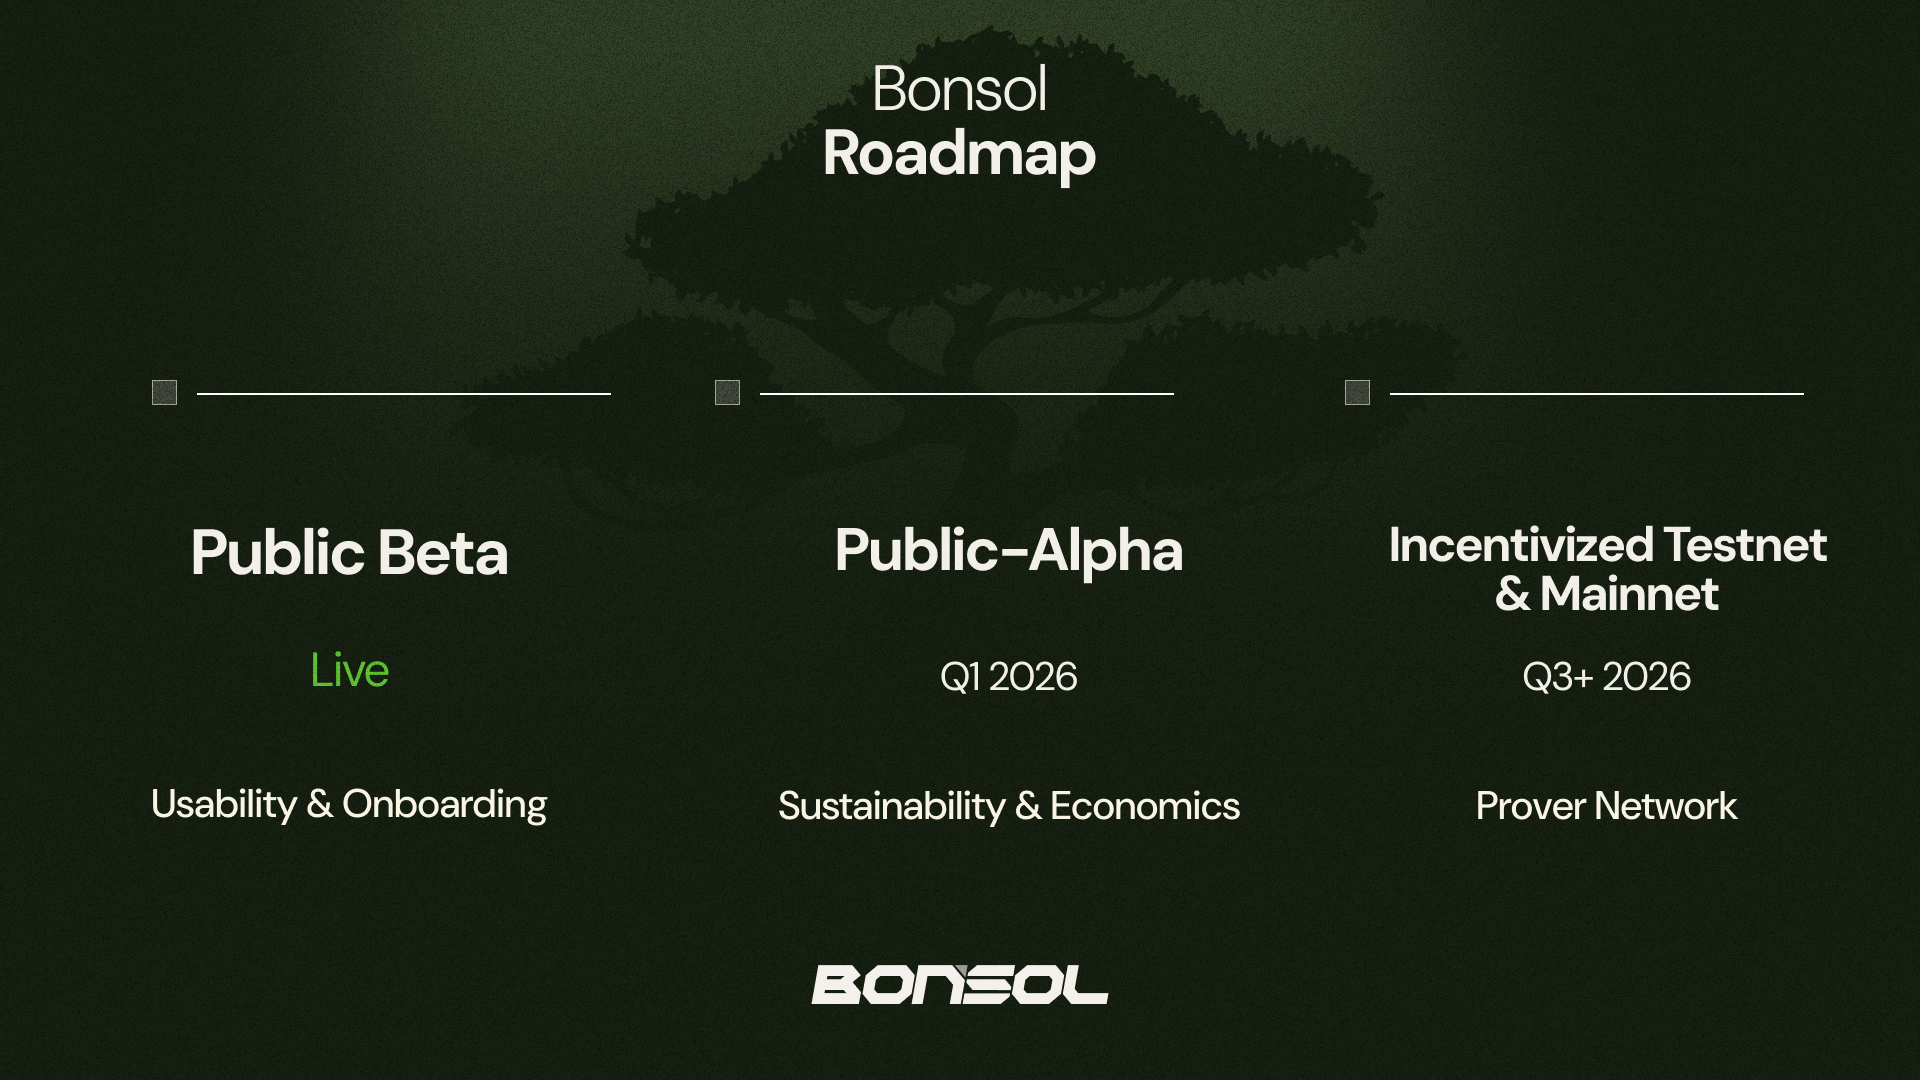 Bonsol
Roadmap
Public Beta
Live
Usability & Onboarding
Public-Alpha
Q1 2026
Sustainability & Economics
Incentivized Testnet
& Mainnet
Q3+ 2026
Prover Network
BONSOL